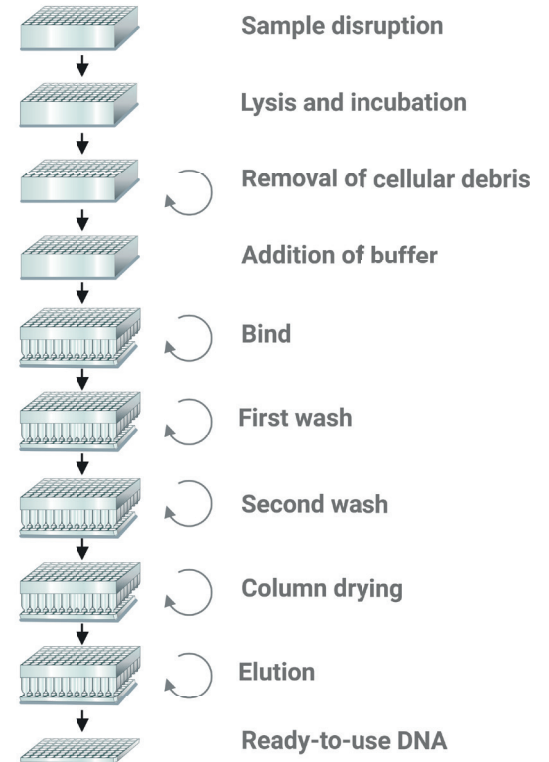 Sample disruption
Lysis and incubation
Removal of cellular debris
Addition of buffer
Bind
First wash
Second wash
Column drying
Elution
Ready-to-use DNA